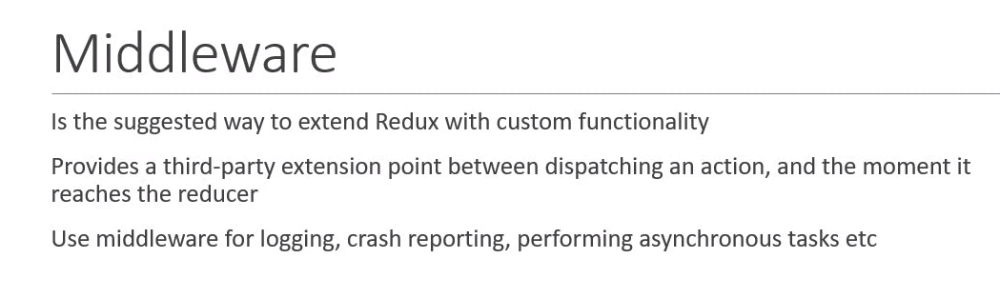 Middleware
Is the suggested way to extend Redux with custom functionality
Provides a third-party extension point between dispatching an action, and the moment it
reaches the reducer
Use middleware for logging, crash reporting, performing asynchronous tasks etc